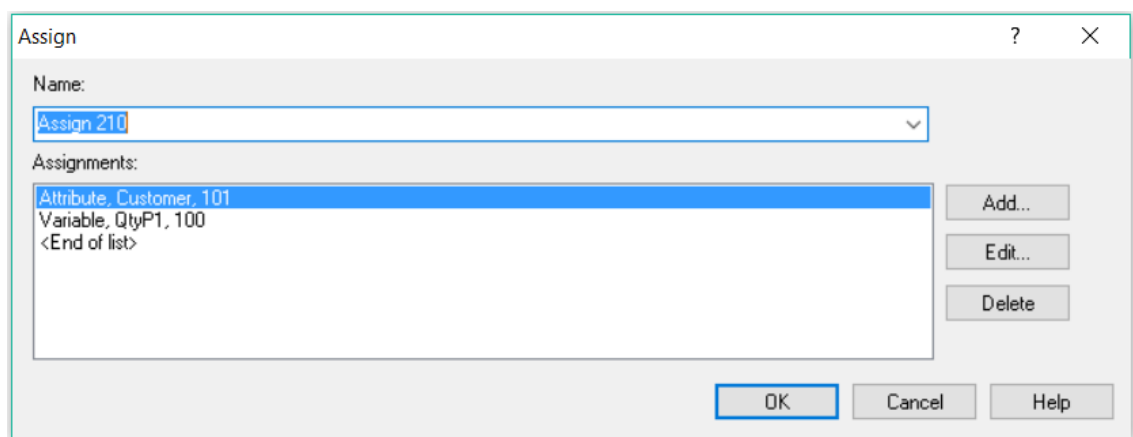 Assign ?
Name:
Assign 210
Assignments:
Attribute, Customer, 101
Variable, QtyP1, 100
<End of list>
Add...
Edit...
Delete
OK Cancel Help